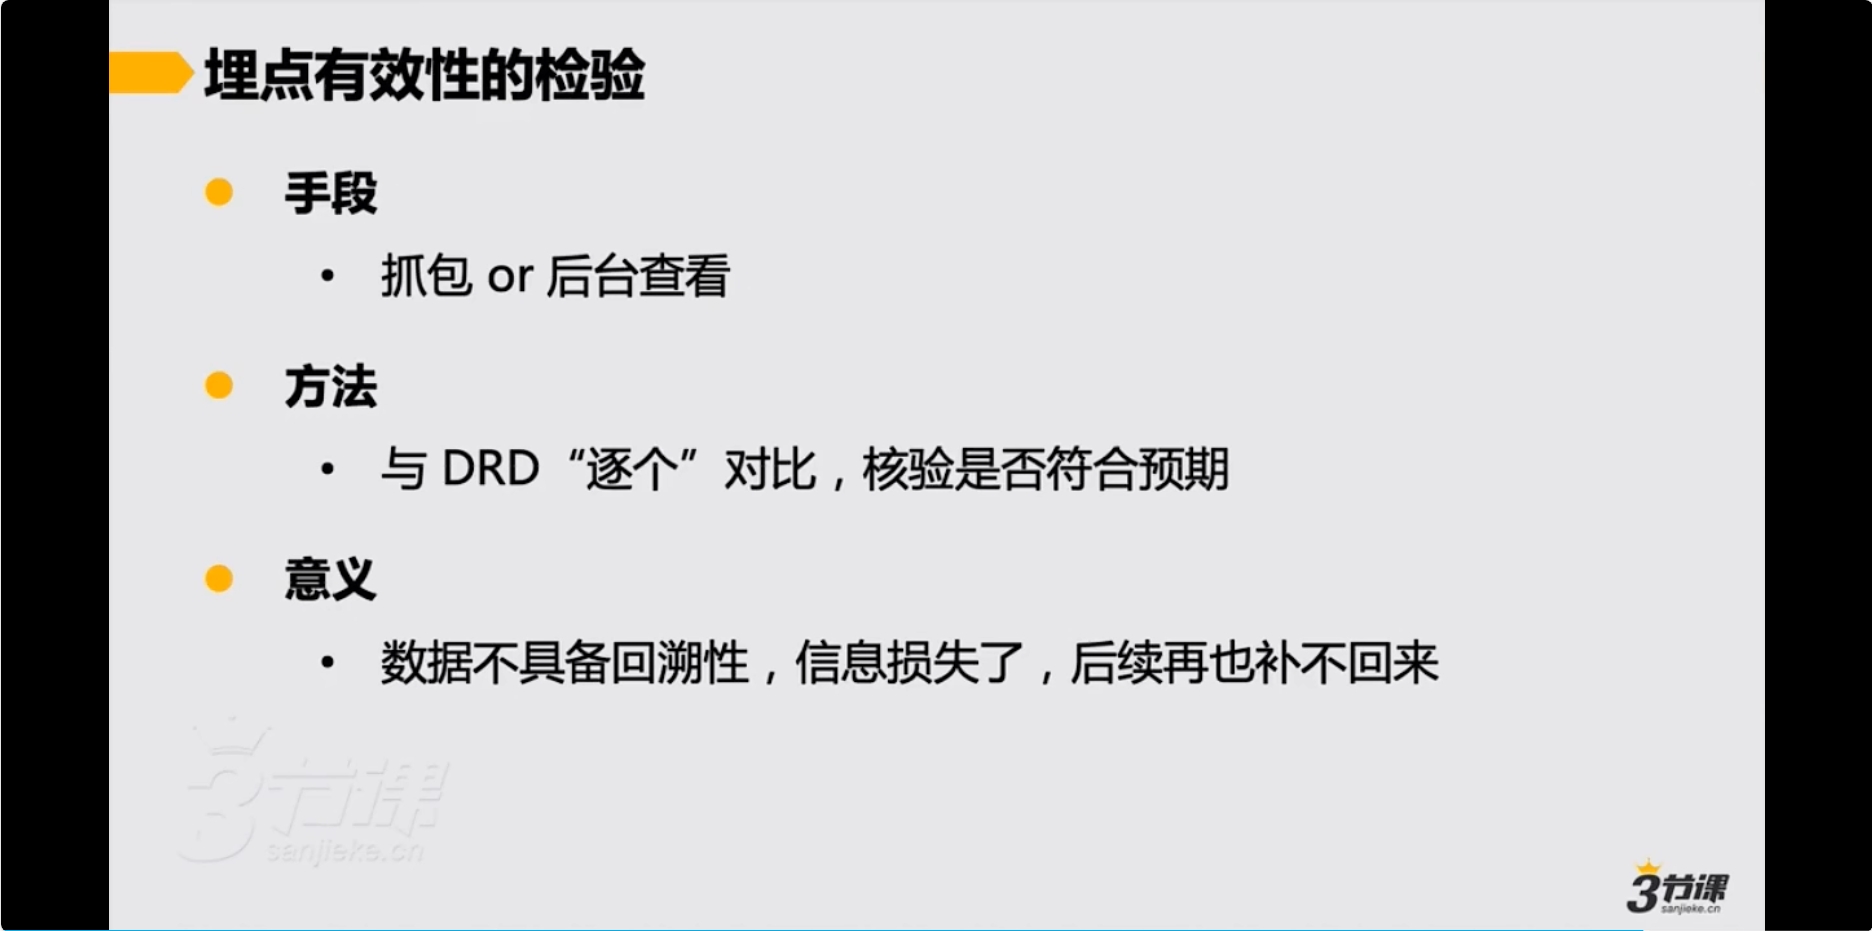 埋点有效性的检验
手段
• 抓包 or 后台查看
方法
• 与 DRD “逐个” 对比，核验是否符合预期
意义
• 数据不具备回溯性，信息损失了，后续再也补不回来
3节课
sanjieke.cn
3节课
sanjieke.cn